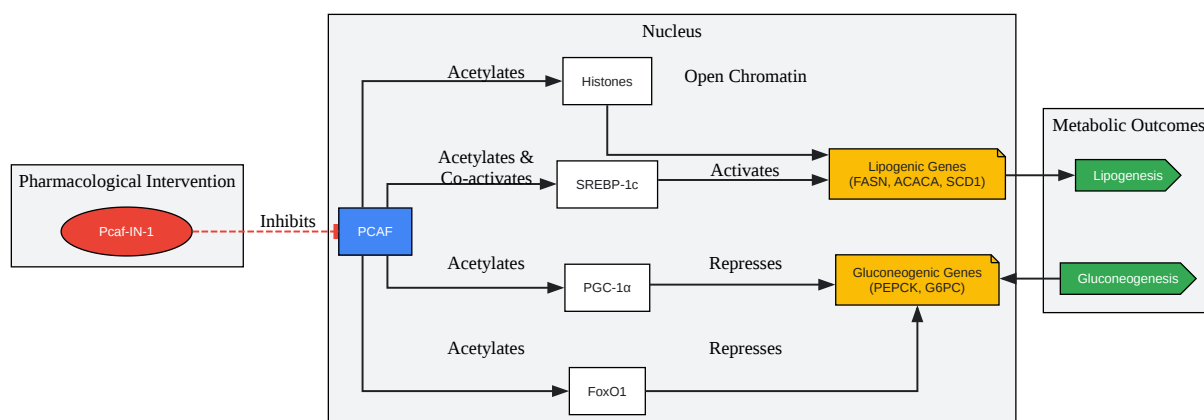 Nucleus
Acetylates
Histones
Open Chromatin
Metabolic Outcomes
Acetylates &
Co-activates
SREBP-1c
Activates
Lipogenic Genes
(FASN, ACACA, SCD1)
Lipogenesis
Pharmacological Intervention
Pcaf-IN-1
Inhibits
PCAF
Acetylates
PGC-1α
Represses
Gluconeogenic Genes
(PEPCK, G6PC)
Gluconeogenesis
Acetylates
FoxO1
Represses